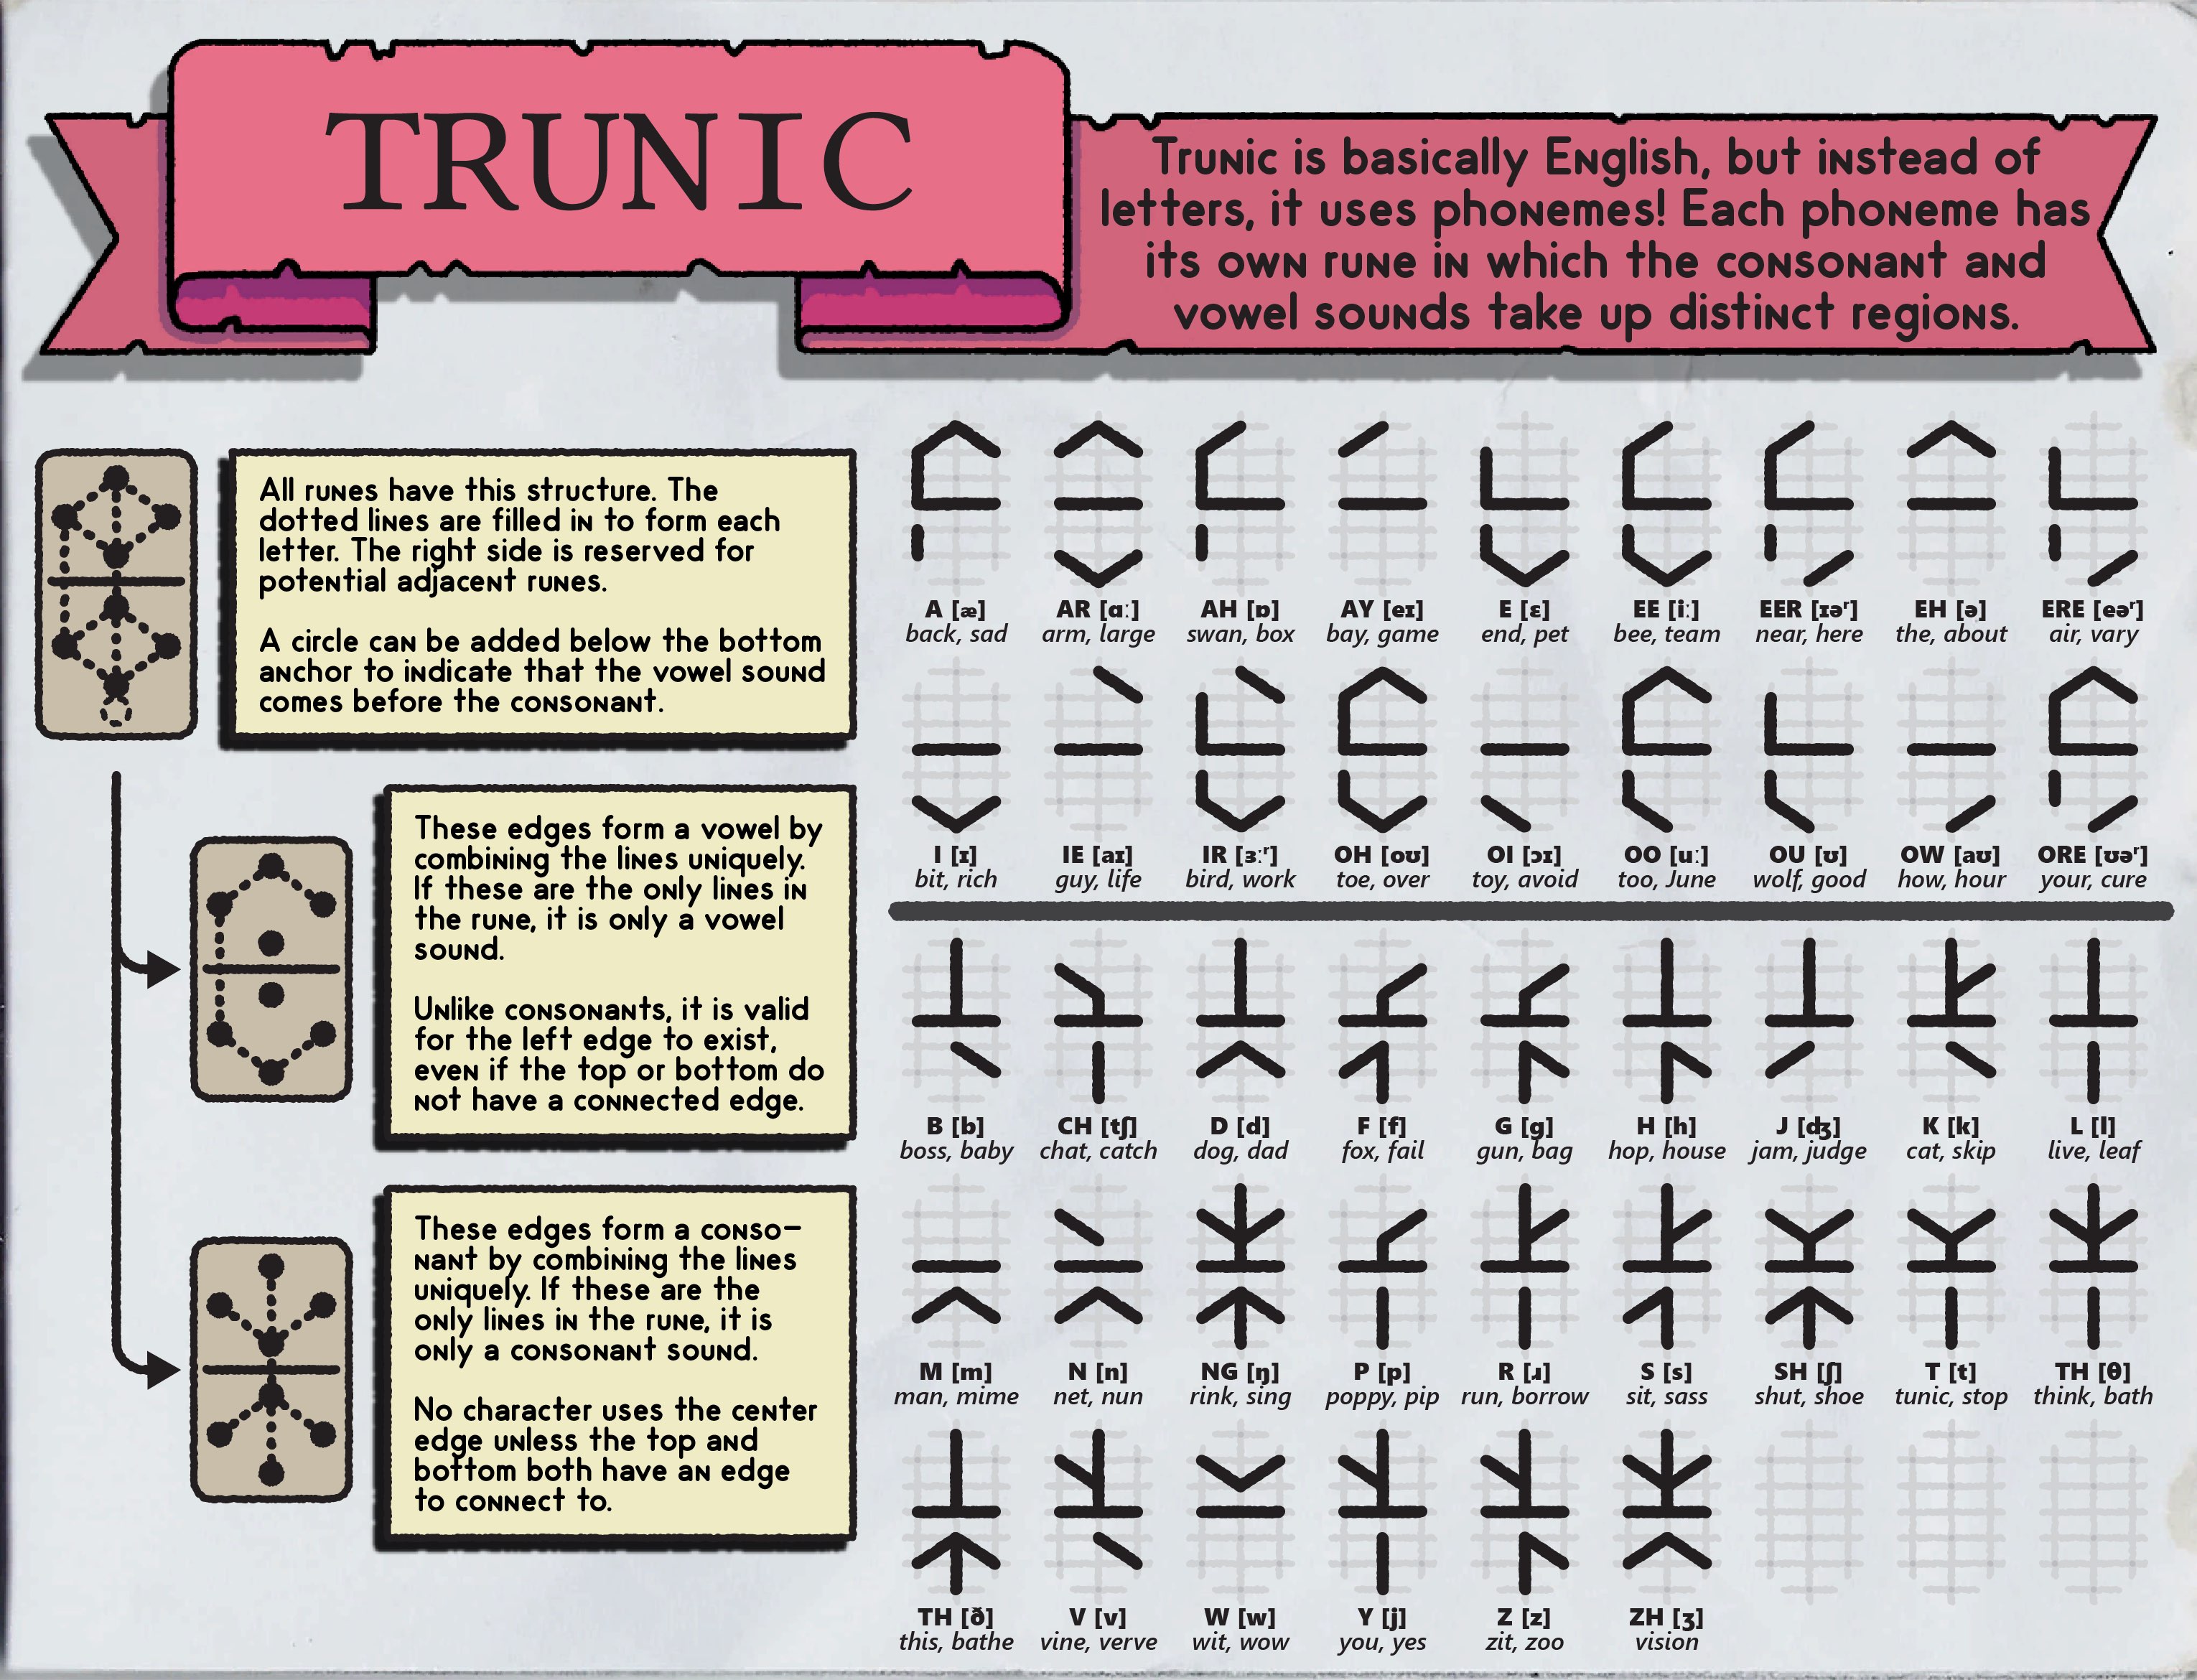 TRUNIC
Trunic is basically English, but instead of
letters, it uses phonemes! Each phoneme has
its own rune in which the consonant and
vowel sounds take up distinct regions.
All runes have this structure. The
dotted lines are filled in to form each
letter. The right side is reserved for
potential adjacent runes.
A circle can be added below the bottom
anchor to indicate that the vowel sound
comes before the consonant.
These edges form a vowel by
combining the lines uniquely.
If these are the only lines in
the rune, it is only a vowel
sound.
Unlike consonants, it is valid
for the left edge to exist,
even if the top or bottom do
not have a connected edge.
These edges form a conso-
nant by combining the lines
uniquely. If these are the
only lines in the rune, it is
only a consonant sound.
No character uses the center
edge unless the top and
bottom both have an edge
to connect to.
A [æ] AR [ɑː] AH [ɒ] AY [eɪ] E [ɛ] EE [iː] EER [ɪəʳ] EH [ə] ERE [eəʳ]
back, sad arm, large swan, box bay, game end, pet bee, team near, here the, about air, vary
I [ɪ] IE [aɪ] IR [ɜːʳ] OH [oʊ] OI [ɔɪ] OO [uː] OU [ʊ] OW [aʊ] ORE [ʊəʳ]
bit, rich guy, life bird, work toe, over toy, avoid too, June wolf, good how, hour your, cure
B [b] CH [tʃ] D [d] F [f] G [g] H [h] J [dʒ] K [k] L [l]
boss, baby chat, catch dog, dad fox, fail gun, bag hop, house jam, judge cat, skip live, leaf
M [m] N [n] NG [ŋ] P [p] R [ɹ] S [s] SH [ʃ] T [t] TH [θ]
man, mime net, nun rink, sing poppy, pip run, borrow sit, sass shut, shoe tunic, stop think, bath
TH [ð] V [v] W [w] Y [j] Z [z] ZH [ʒ]
this, bathe vine, verve wit, wow you, yes zit, zoo vision